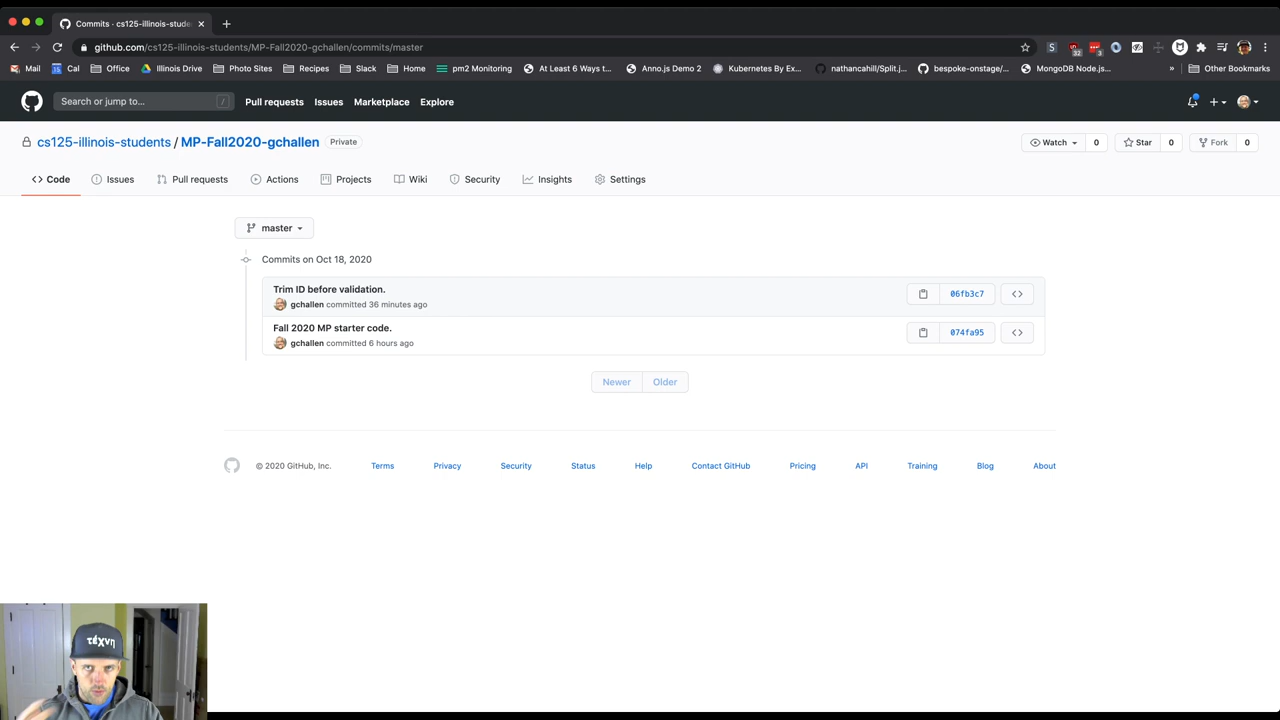 Commits · cs125-illinois-stude
github.com/cs125-illinois-students/MP-Fall2020-gchallen/commits/master
Mail Cal Office Illinois Drive Photo Sites Recipes Slack Home pm2 Monitoring At Least 6 Ways t... Anno.js Demo 2 Kubernetes By Ex... nathancahill/Split.j... bespoke-onstage/... MongoDB Node.js... » Other Bookmarks
Search or jump to... / Pull requests Issues Marketplace Explore
cs125-illinois-students / MP-Fall2020-gchallen Private Watch 0 Star 0 Fork 0
Code Issues Pull requests Actions Projects Wiki Security Insights Settings
master
Commits on Oct 18, 2020
Trim ID before validation.
gchallen committed 36 minutes ago
06fb3c7
Fall 2020 MP starter code.
gchallen committed 6 hours ago
074fa95
Newer Older
© 2020 GitHub, Inc. Terms Privacy Security Status Help Contact GitHub Pricing API Training Blog About